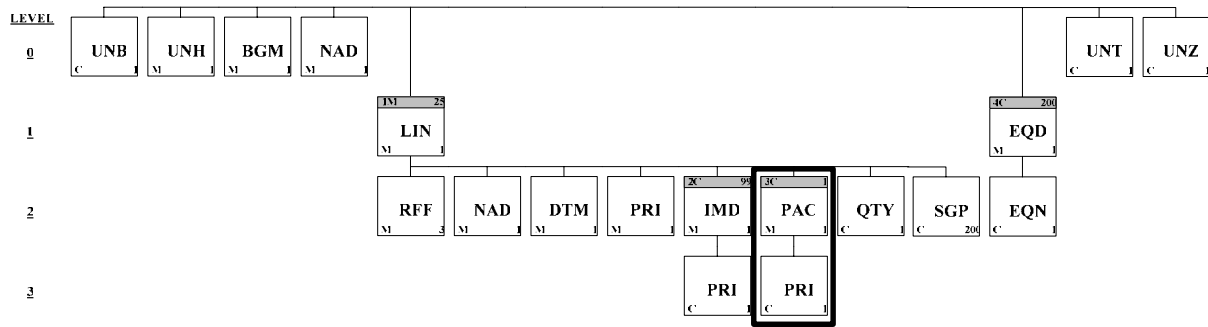 LEVEL
0
UNB
C 1
UNH
M 1
BGM
M 1
NAD
M 1
UNT
C 1
UNZ
C 1
1M 25
4C 200
1
LIN
M 1
EQD
M 1
2C 99
3C 1
2
RFF
M 3
NAD
M 1
DTM
M 1
PRI
M 1
IMD
M 1
PAC
M 1
QTY
C 1
SGP
C 200
EQN
C 1
3
PRI
C 1
PRI
C 1